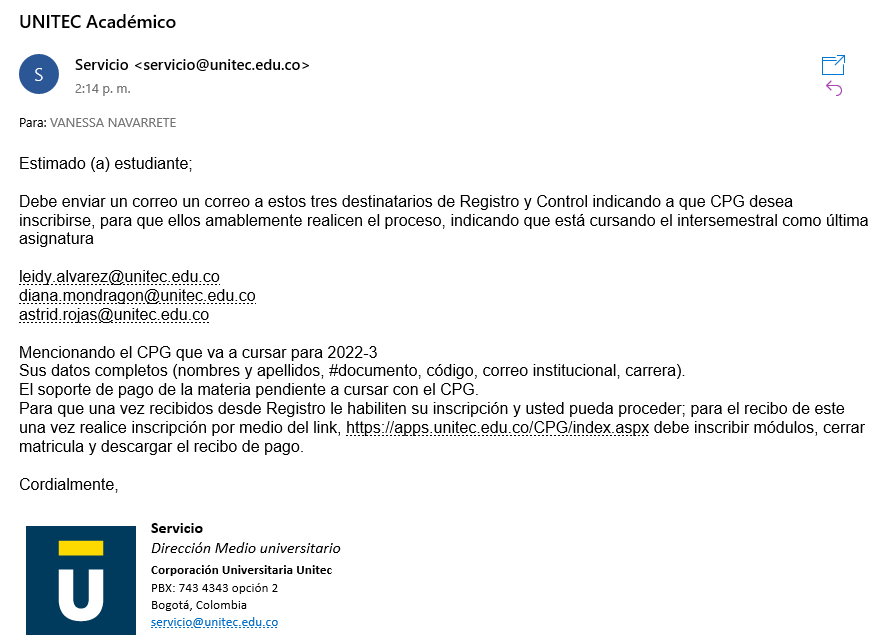 UNITEC Académico
S
Servicio <servicio@unitec.edu.co>
2:14 p. m.
Para: VANESSA NAVARRETE
Estimado (a) estudiante;
Debe enviar un correo un correo a estos tres destinatarios de Registro y Control indicando a que CPG desea
inscribirse, para que ellos amablemente realicen el proceso, indicando que está cursando el intersemestral como última
asignatura
leidy.alvarez@unitec.edu.co
diana.mondragon@unitec.edu.co
astrid.rojas@unitec.edu.co
Mencionando el CPG que va a cursar para 2022-3
Sus datos completos (nombres y apellidos, #documento, código, correo institucional, carrera).
El soporte de pago de la materia pendiente a cursar con el CPG.
Para que una vez recibidos desde Registro le habiliten su inscripción y usted pueda proceder; para el recibo de este
una vez realice inscripción por medio del link, https://apps.unitec.edu.co/CPG/index.aspx debe inscribir módulos, cerrar
matricula y descargar el recibo de pago.
Cordialmente,
Servicio
Dirección Medio universitario
Corporación Universitaria Unitec
PBX: 743 4343 opción 2
Bogotá, Colombia
servicio@unitec.edu.co